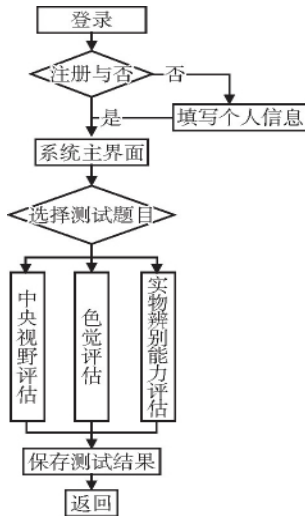 登录
注册与否
否
是
填写个人信息
系统主界面
选择测试题目
中央视野评估
色觉评估
实物辨别能力评估
保存测试结果
返回